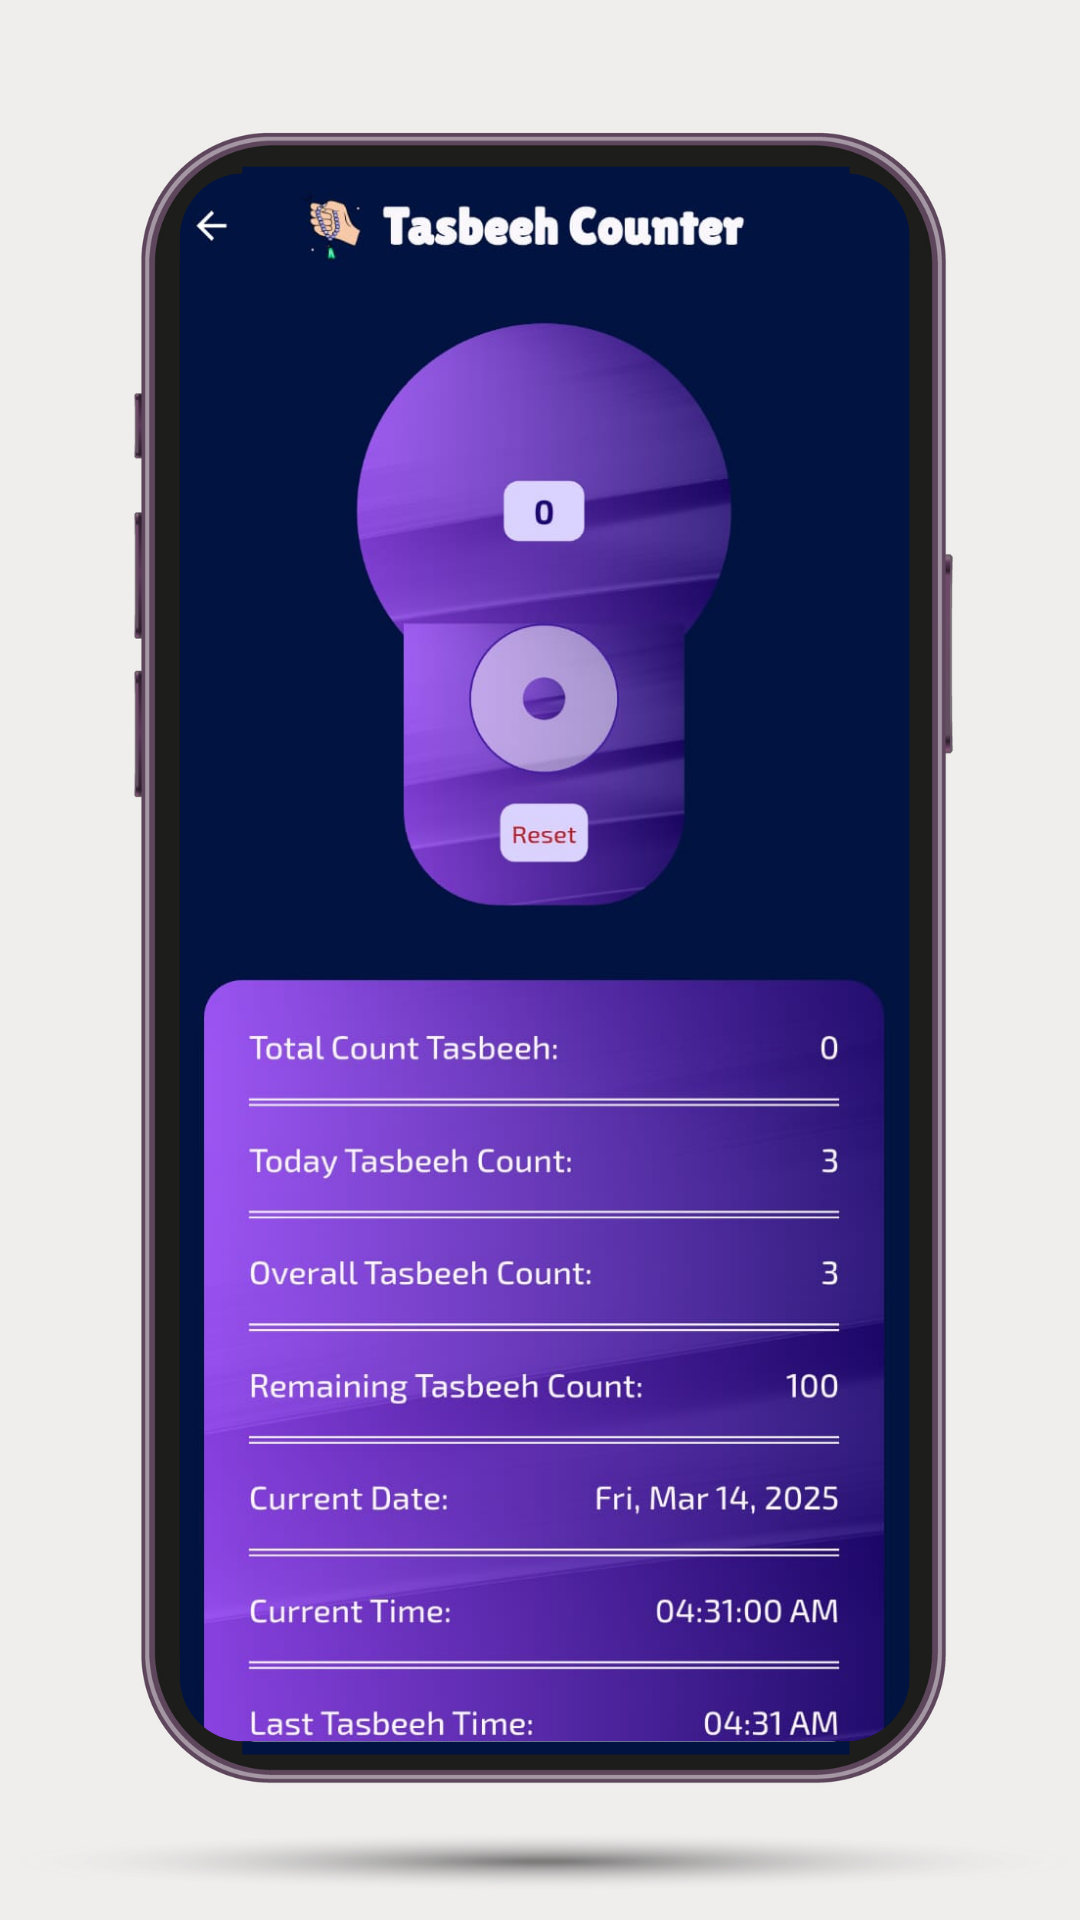 Tasbeeh Counter
0
Reset
Total Count Tasbeeh: 0
Today Tasbeeh Count: 3
Overall Tasbeeh Count: 3
Remaining Tasbeeh Count: 100
Current Date: Fri, Mar 14, 2025
Current Time: 04:31:00 AM
Last Tasbeeh Time: 04:31 AM